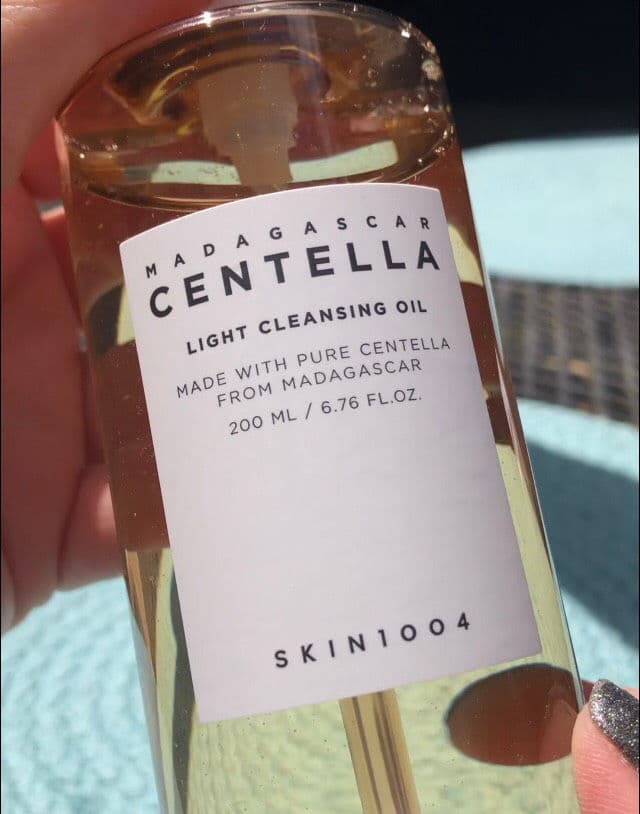 MADAGASCAR
CENTELLA
LIGHT CLEANSING OIL
MADE WITH PURE CENTELLA
FROM MADAGASCAR
200 ML / 6.76 FL.OZ.
SKIN1004